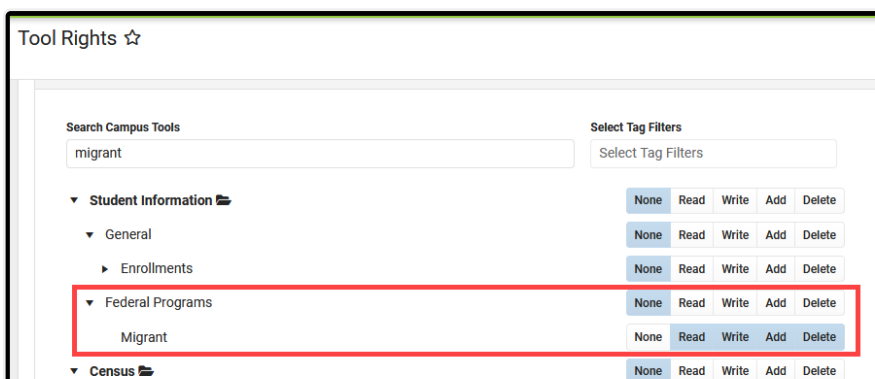 Tool Rights
Search Campus Tools
Select Tag Filters
migrant
Select Tag Filters
Student Information
None Read Write Add Delete
General
None Read Write Add Delete
Enrollments
None Read Write Add Delete
Federal Programs
None Read Write Add Delete
Migrant
None Read Write Add Delete
Census
None Read Write Add Delete